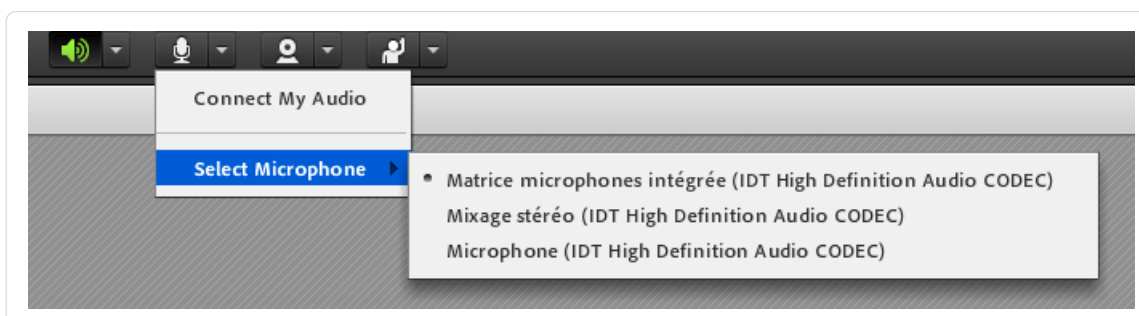 Connect My Audio
Select Microphone
Matrice microphones intégrée (IDT High Definition Audio CODEC)
Mixage stéréo (IDT High Definition Audio CODEC)
Microphone (IDT High Definition Audio CODEC)